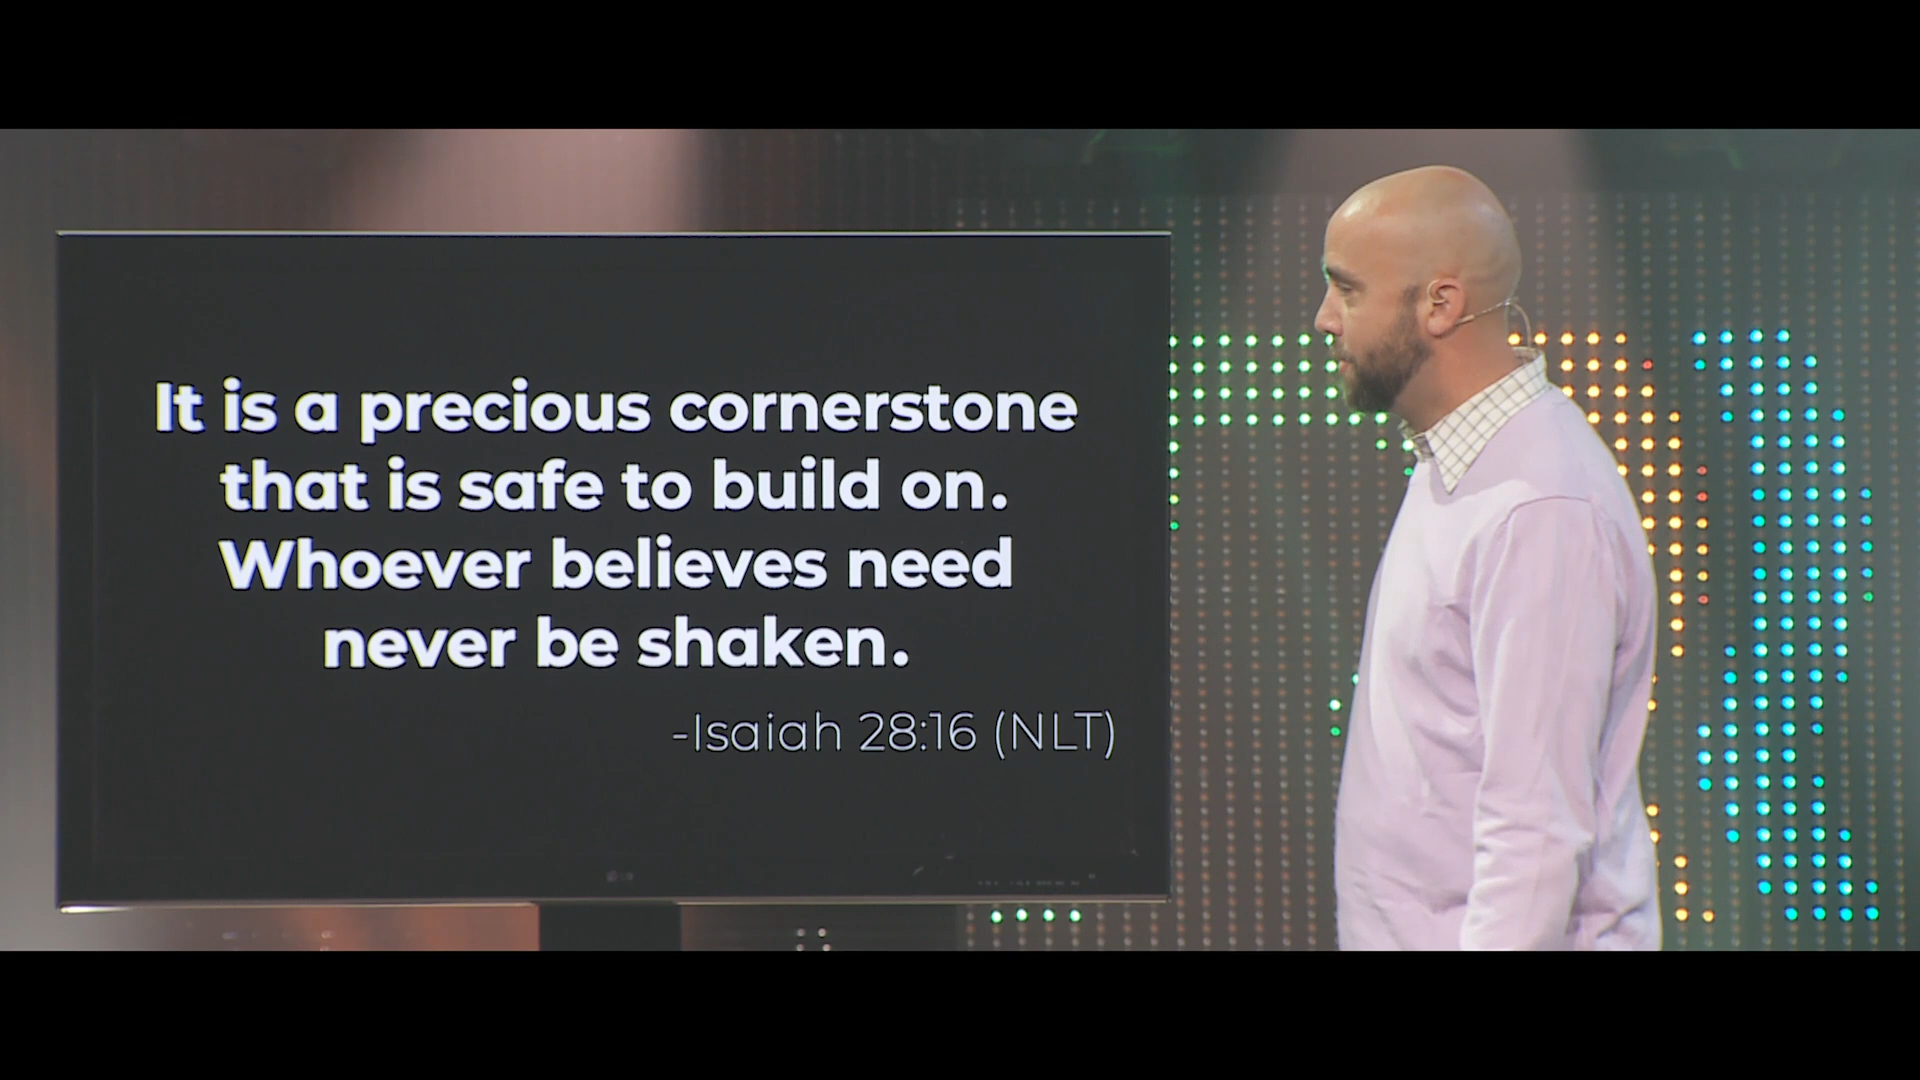 It is a precious cornerstone
that is safe to build on.
Whoever believes need
never be shaken.
-Isaiah 28:16 (NLT)